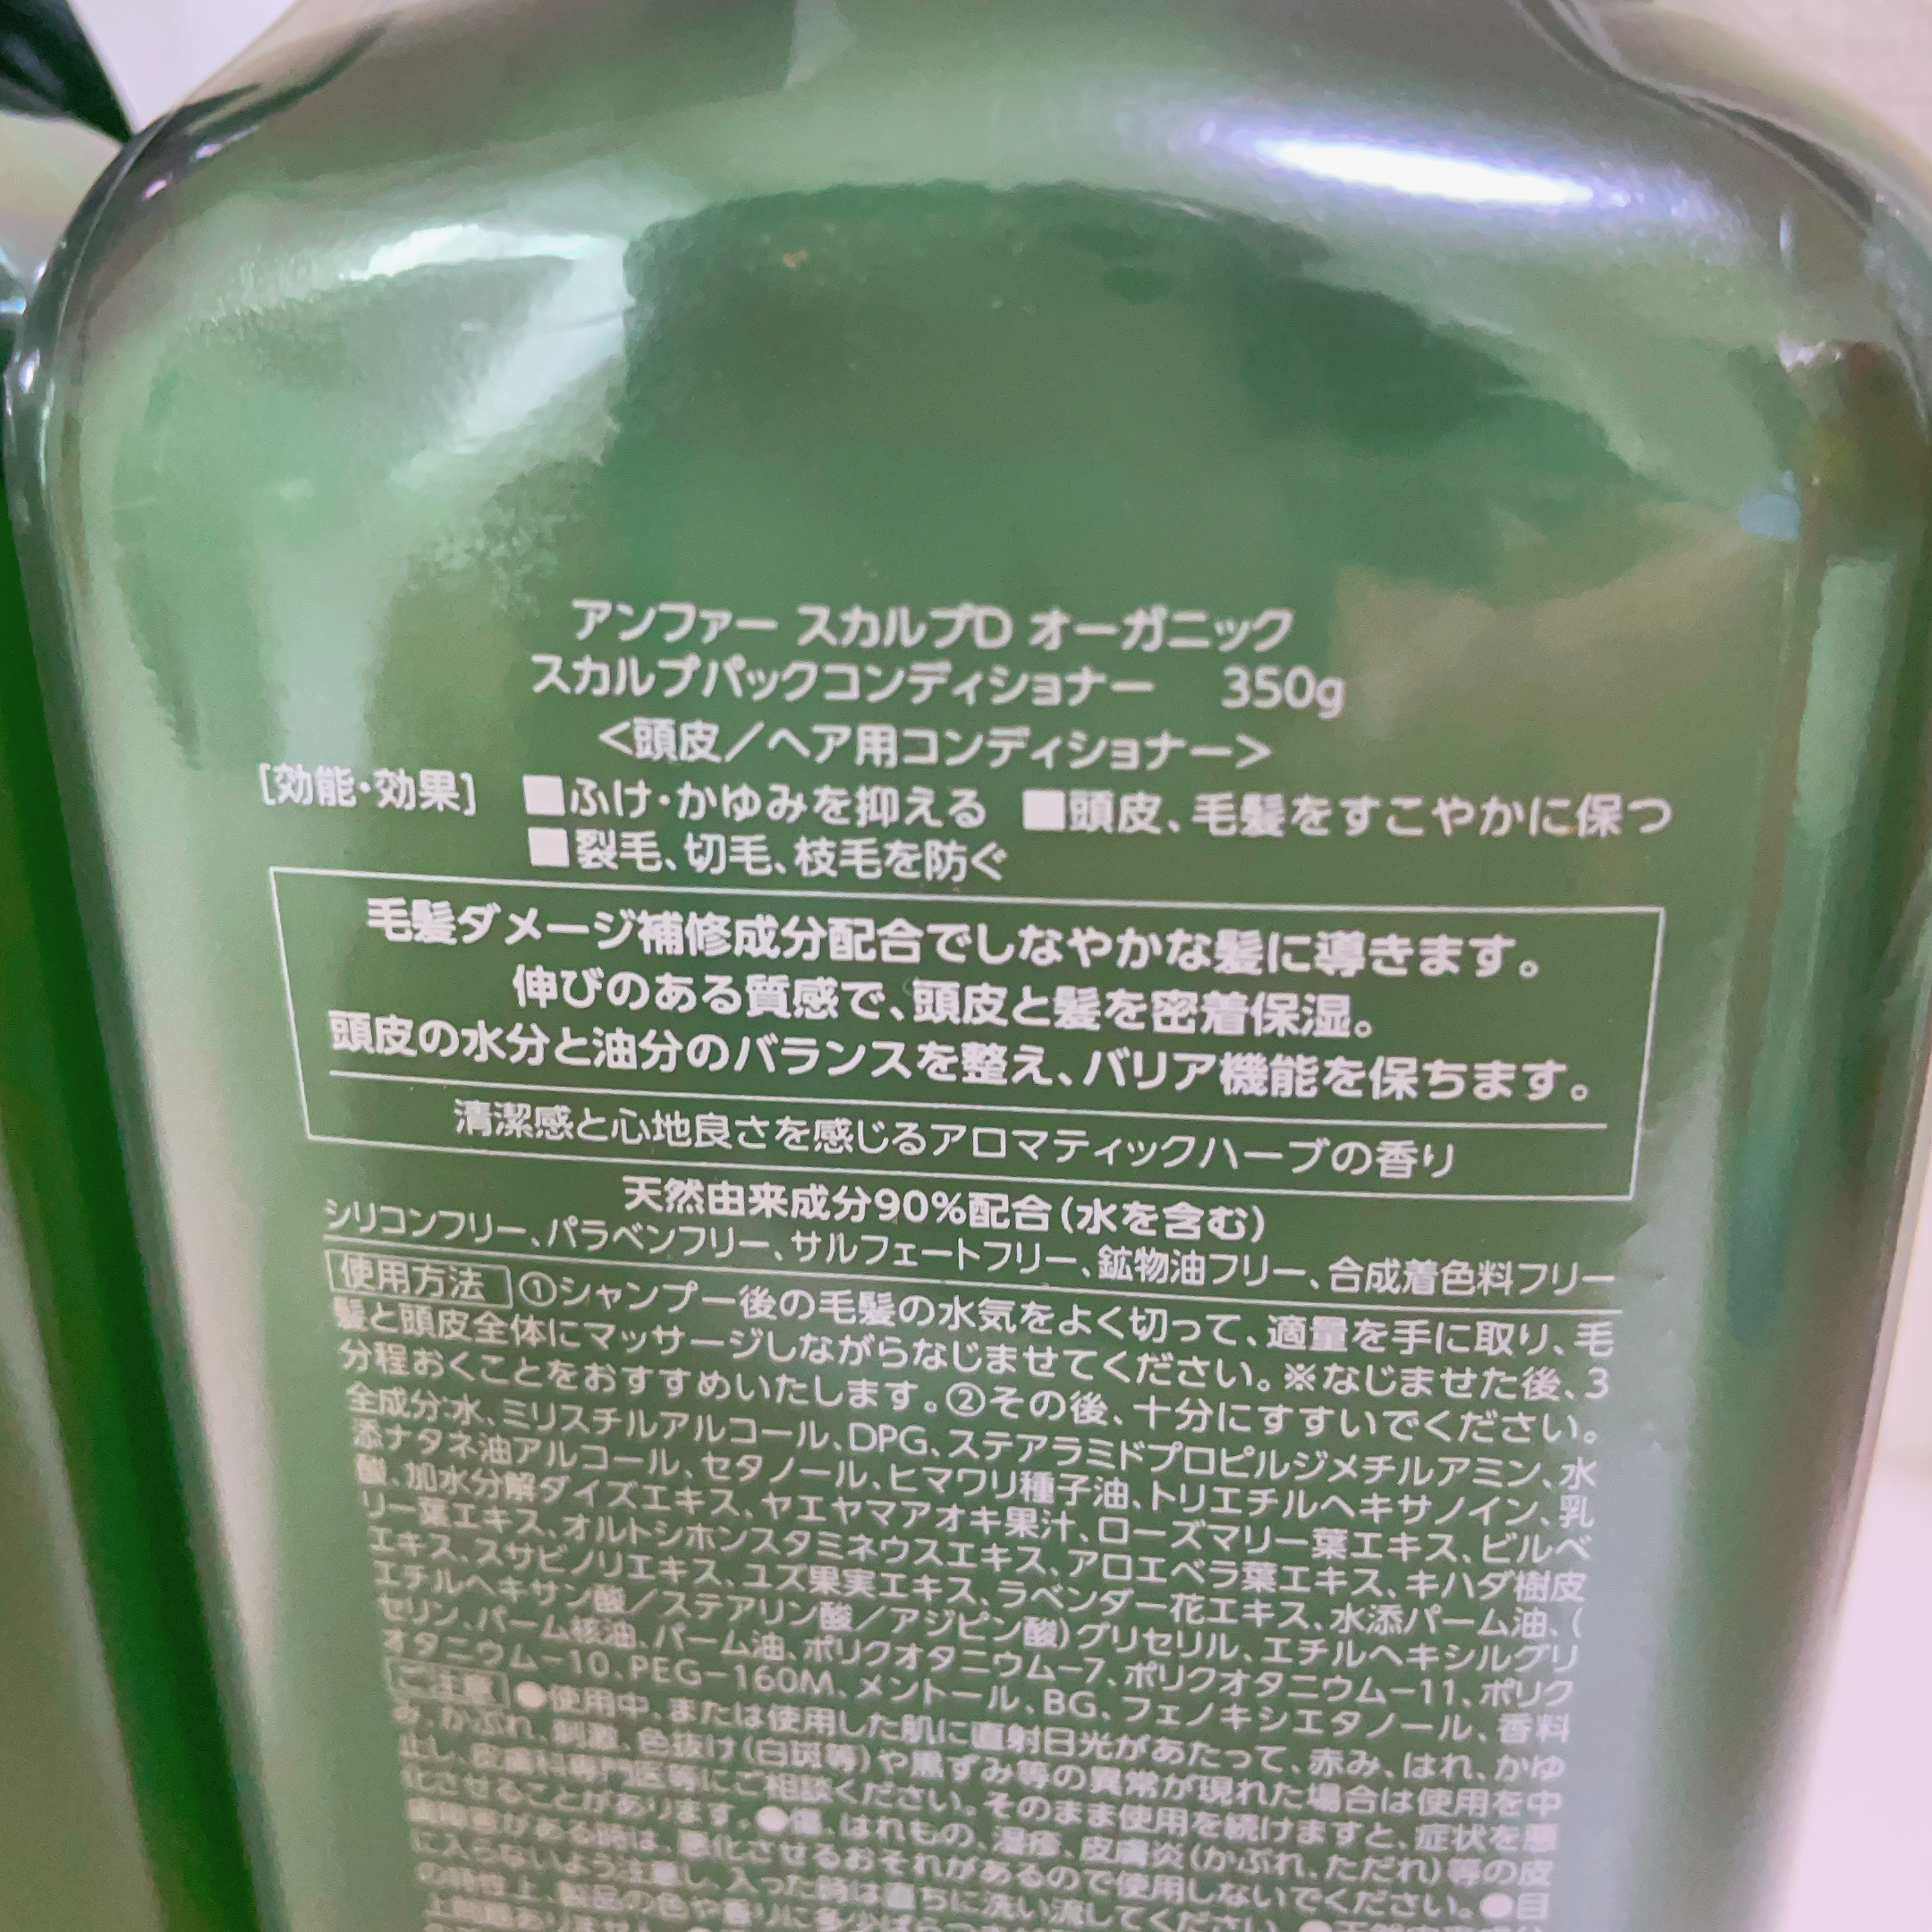 アンファー スカルプD オーガニック
スカルプパックコンディショナー 350g
<頭皮／ヘア用コンディショナー>
[効能・効果] ■ふけ・かゆみを抑える ■頭皮、毛髪をすこやかに保つ
■裂毛、切毛、枝毛を防ぐ
毛髪ダメージ補修成分配合でしなやかな髪に導きます。
伸びのある質感で、頭皮と髪を密着保湿。
頭皮の水分と油分のバランスを整え、バリア機能を保ちます。
清潔感と心地良さを感じるアロマティックハーブの香り
天然由来成分90%配合(水を含む)
シリコンフリー、パラベンフリー、サルフェートフリー、鉱物油フリー、合成着色料フリー
使用方法 ①シャンプー後の毛髪の水気をよく切って、適量を手に取り、毛
髪と頭皮全体にマッサージしながらなじませてください。※なじませた後、3
分程おくことをおすすめいたします。②その後、十分にすすいでください。
全成分:水、ミリスチルアルコール、DPG、ステアラミドプロピルジメチルアミン、水
添ナタネ油アルコール、セタノール、ヒマワリ種子油、トリエチルヘキサノイン、乳
酸、加水分解ダイズエキス、ヤエヤマアオキ果汁、ローズマリー葉エキス、ビルベ
リー葉エキス、オルトシホンスタミネウスエキス、アロエベラ葉エキス、キハダ樹皮
エキス、スサビノリエキス、ユズ果実エキス、ラベンダー花エキス、水添パーム油、(
エチルヘキサン酸／ステアリン酸／アジピン酸)グリセリル、エチルヘキシルグリ
セリン、パーム核油、パーム油、ポリクオタニウム-7、ポリクオタニウム-11、ポリク
オタニウム-10、PEG-160M、メントール、BG、フェノキシエタノール、香料
ご注意 ●使用中、または使用した肌に直射日光があたって、赤み、はれ、かゆ
み、かぶれ、刺激、色抜け(白斑等)や黒ずみ等の異常が現れた場合は使用を中
止し、皮膚科専門医等にご相談ください。そのまま使用を続けますと、症状を悪
化させることがあります。●傷、はれもの、湿疹、皮膚炎(かぶれ、ただれ)等の皮
膚障害がある時は、悪化させるおそれがあるので使用しないでください。●目
に入らないよう注意し、入った時は直ちに洗い流してください。
の特性上、製品の色や香りに多少